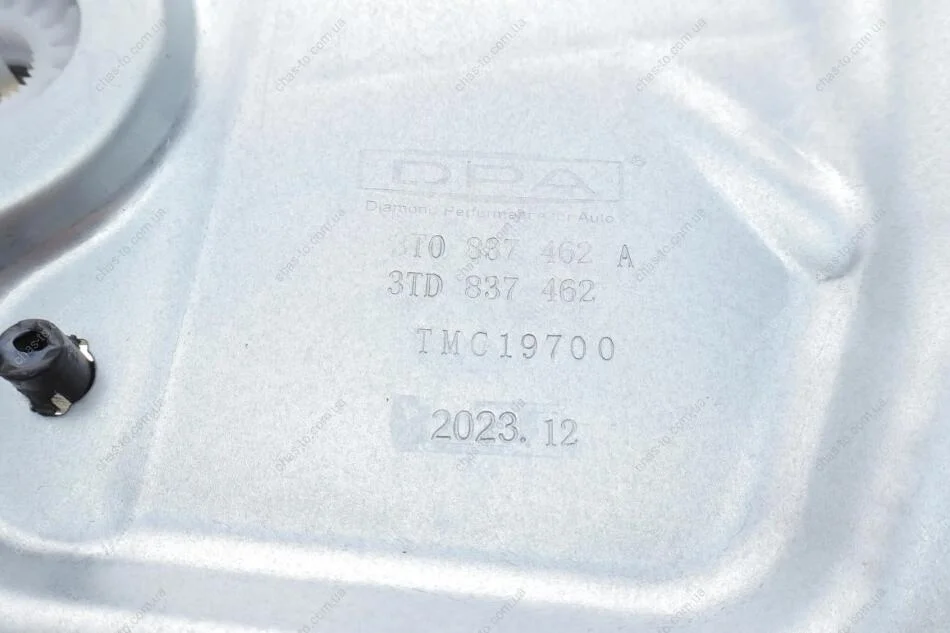 DPA®
Diamond Performance for Auto
3T0 837 462 A
3TD 837 462
TMC19700
2023.12
chas-to.com.ua